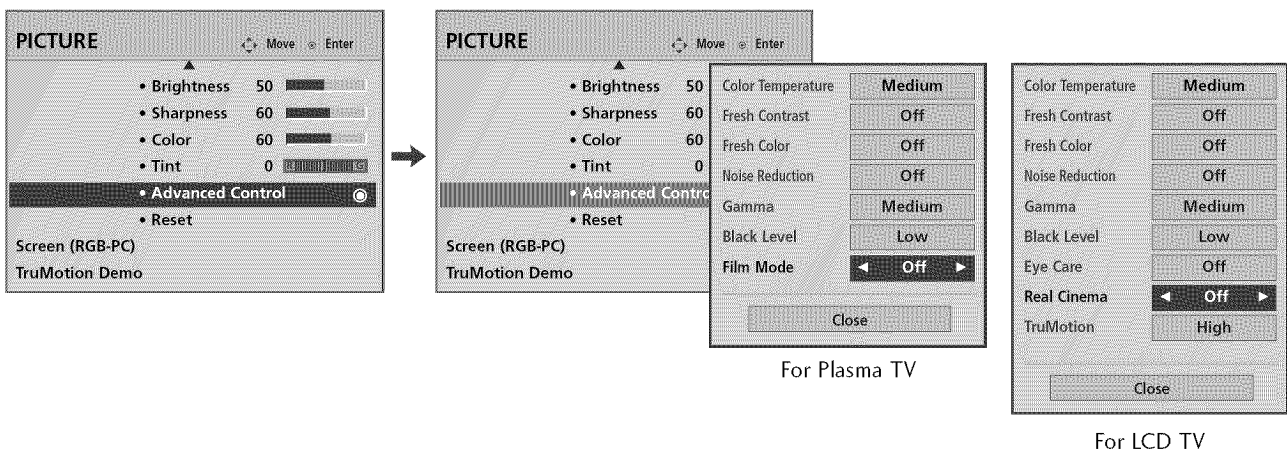 PICTURE
Move Enter
• Brightness 50
• Sharpness 60
• Color 60
• Tint 0 R G
• Advanced Control
• Reset
Screen (RGB-PC)
TruMotion Demo
PICTURE
Move Enter
• Brightness 50
• Sharpness 60
• Color 60
• Tint 0
• Advanced Contro
• Reset
Screen (RGB-PC)
TruMotion Demo
Color Temperature Medium
Fresh Contrast Off
Fresh Color Off
Noise Reduction Off
Gamma Medium
Black Level Low
Film Mode ◄ Off ►
Close
For Plasma TV
Color Temperature Medium
Fresh Contrast Off
Fresh Color Off
Noise Reduction Off
Gamma Medium
Black Level Low
Eye Care Off
Real Cinema ◄ Off ►
TruMotion High
Close
For LCD TV